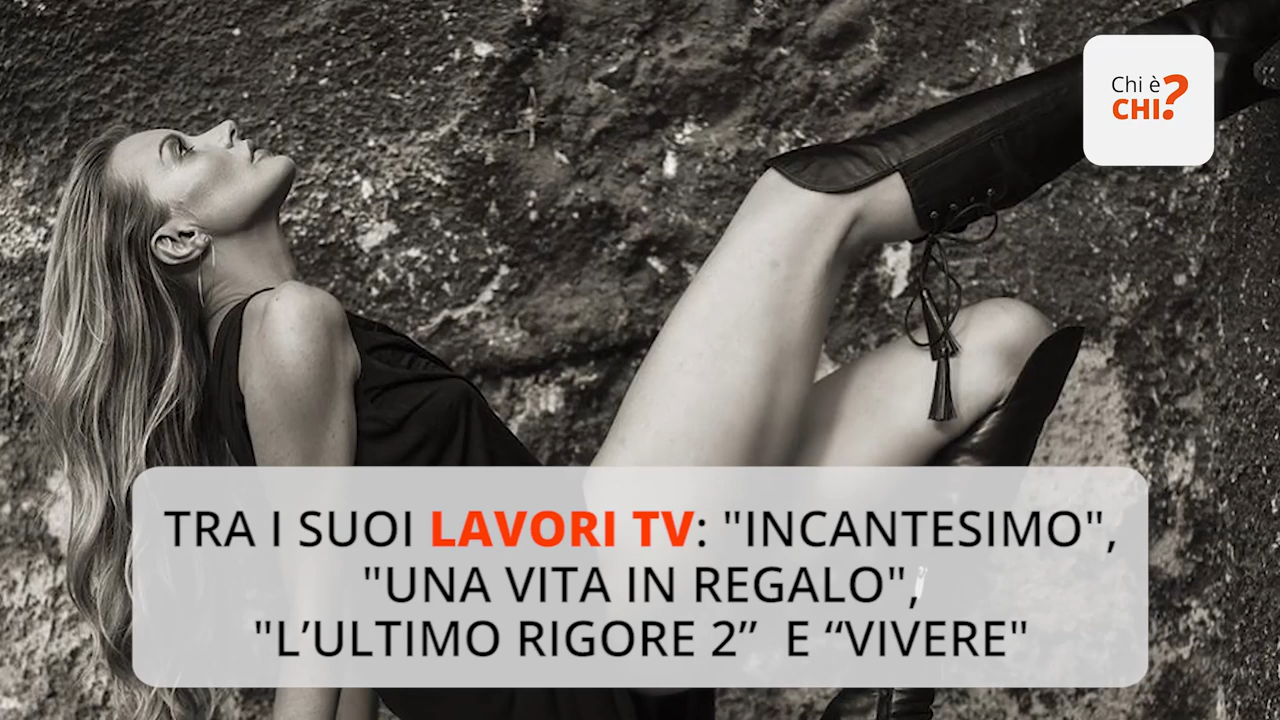 Chi è
CHI?
TRA I SUOI LAVORI TV: "INCANTESIMO",
"UNA VITA IN REGALO",
"L’ULTIMO RIGORE 2” E “VIVERE"